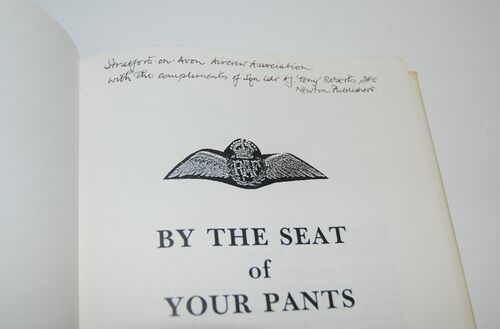 Stratford-on-Avon Aircrew Association
with the compliments of Sqn Ldr A.J. 'Tony' Roberts, DFC
Newton Publishers.
RAF
BY THE SEAT
of
YOUR PANTS